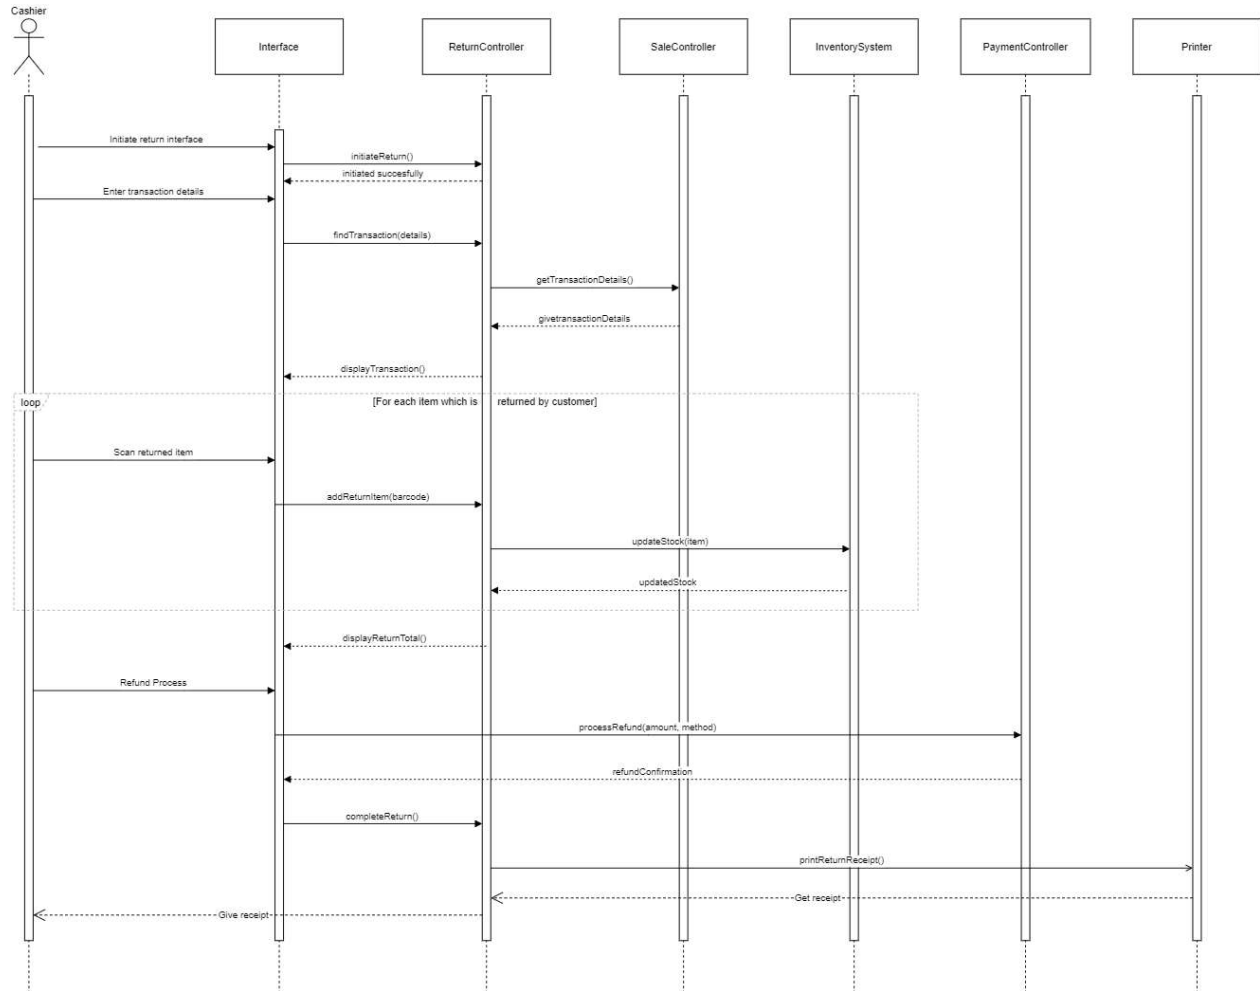 Cashier
Interface
ReturnController
SaleController
InventorySystem
PaymentController
Printer
Initiate return interface
initiateReturn()
initiated succesfully
Enter transaction details
findTransaction(details)
getTransactionDetails()
givetransactionDetails
displayTransaction()
loop
[For each item which is returned by customer]
Scan returned item
addReturnItem(barcode)
updateStock(item)
updatedStock
displayReturnTotal()
Refund Process
processRefund(amount, method)
refundConfirmation
completeReturn()
printReturnReceipt()
Get receipt
Give receipt